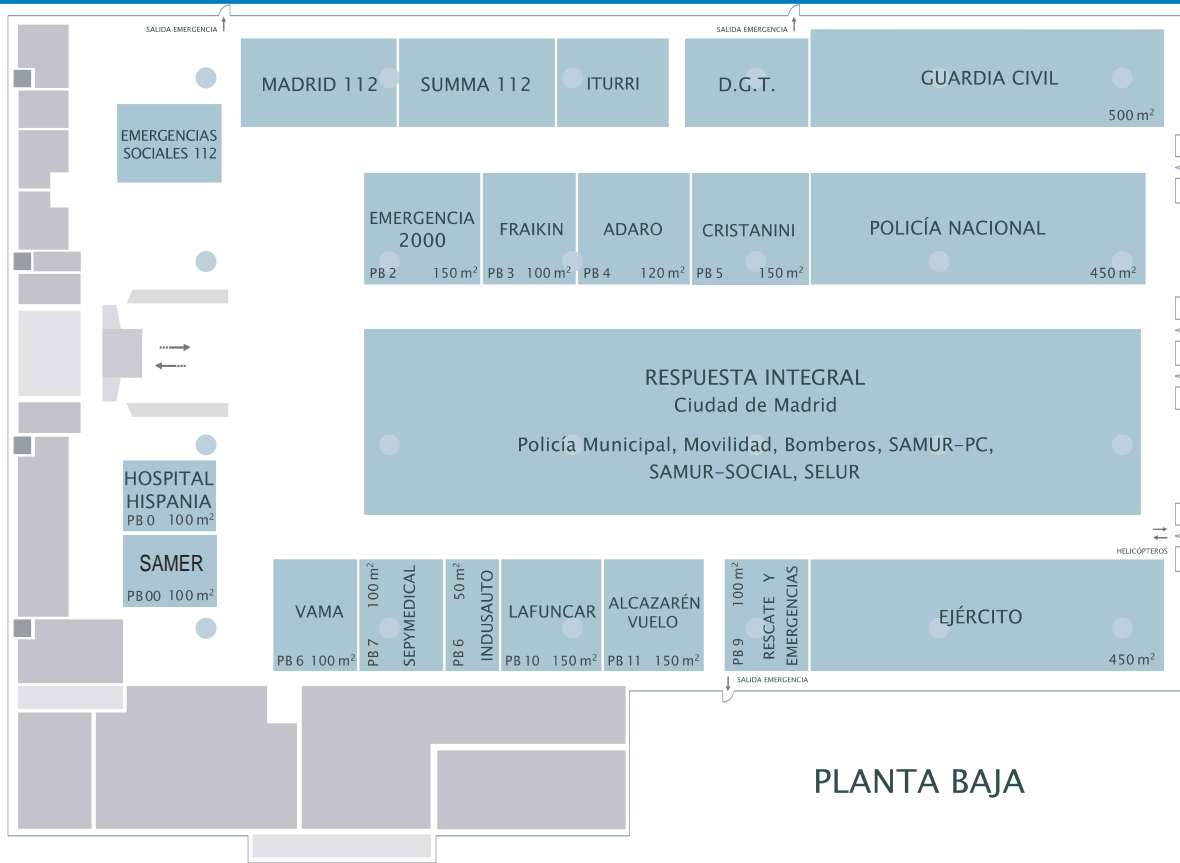 SALIDA EMERGENCIA
SALIDA EMERGENCIA
MADRID 112
SUMMA 112
ITURRI
D.G.T.
GUARDIA CIVIL
500 m²
EMERGENCIAS
SOCIALES 112
EMERGENCIA
2000
PB 2 150 m²
FRAIKIN
PB 3 100 m²
ADARO
PB 4 120 m²
CRISTANINI
PB 5 150 m²
POLICÍA NACIONAL
450 m²
RESPUESTA INTEGRAL
Ciudad de Madrid
Policía Municipal, Movilidad, Bomberos, SAMUR-PC,
SAMUR-SOCIAL, SELUR
HOSPITAL
HISPANIA
PB 0 100 m²
SAMER
PB 00 100 m²
HELICÓPTEROS
VAMA
PB 6 100 m²
PB 7 100 m²
SEPYMEDICAL
PB 6 50 m²
INDUSAUTO
LAFUNCAR
PB 10 150 m²
ALCAZARÉN
VUELO
PB 11 150 m²
PB 9 100 m²
RESCATE Y
EMERGENCIAS
EJÉRCITO
450 m²
SALIDA EMERGENCIA
PLANTA BAJA